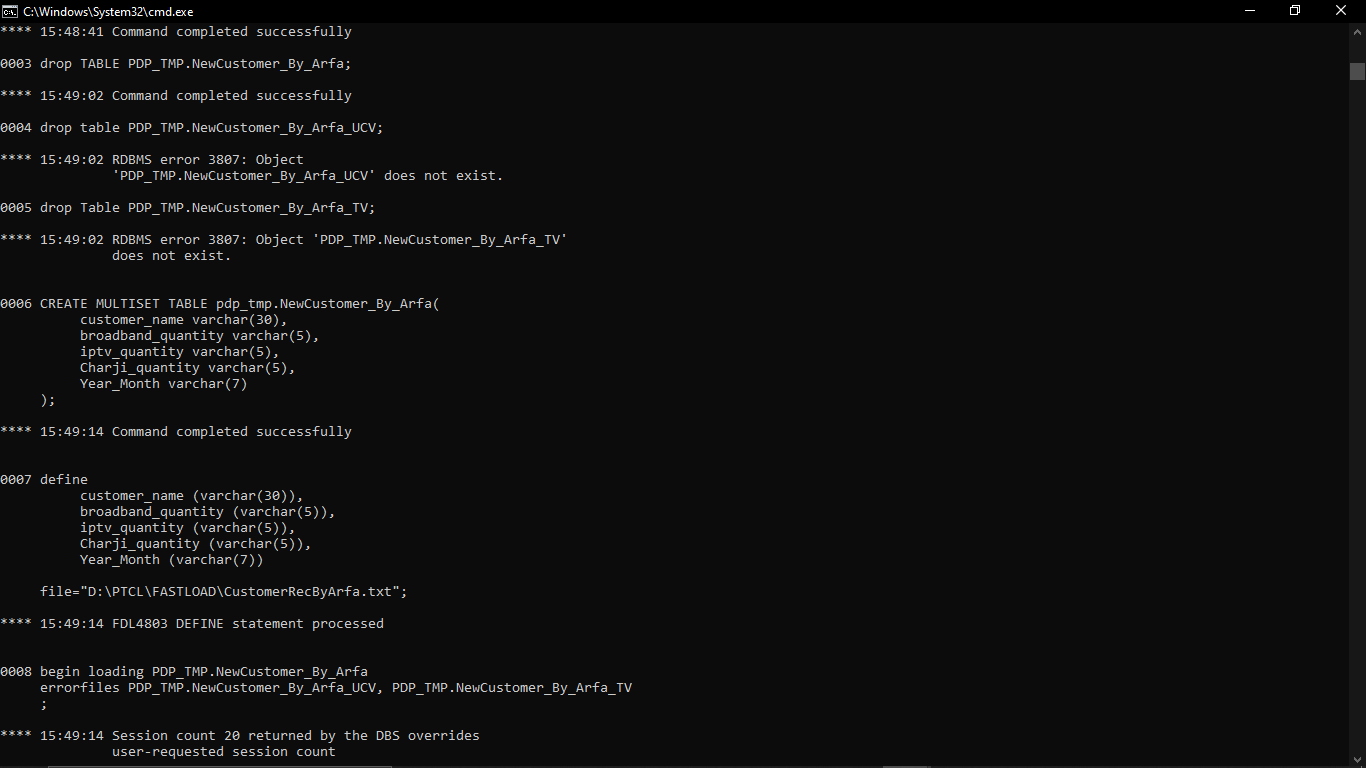 C:\Windows\System32\cmd.exe
**** 15:48:41 Command completed successfully
0003 drop TABLE PDP_TMP.NewCustomer_By_Arfa;
**** 15:49:02 Command completed successfully
0004 drop table PDP_TMP.NewCustomer_By_Arfa_UCV;
**** 15:49:02 RDBMS error 3807: Object
'PDP_TMP.NewCustomer_By_Arfa_UCV' does not exist.
0005 drop Table PDP_TMP.NewCustomer_By_Arfa_TV;
**** 15:49:02 RDBMS error 3807: Object 'PDP_TMP.NewCustomer_By_Arfa_TV'
does not exist.
0006 CREATE MULTISET TABLE pdp_tmp.NewCustomer_By_Arfa(
customer_name varchar(30),
broadband_quantity varchar(5),
iptv_quantity varchar(5),
Charji_quantity varchar(5),
Year_Month varchar(7)
);
**** 15:49:14 Command completed successfully
0007 define
customer_name (varchar(30)),
broadband_quantity (varchar(5)),
iptv_quantity (varchar(5)),
Charji_quantity (varchar(5)),
Year_Month (varchar(7))
file="D:\PTCL\FASTLOAD\CustomerRecByArfa.txt";
**** 15:49:14 FDL4803 DEFINE statement processed
0008 begin loading PDP_TMP.NewCustomer_By_Arfa
errorfiles PDP_TMP.NewCustomer_By_Arfa_UCV, PDP_TMP.NewCustomer_By_Arfa_TV
;
**** 15:49:14 Session count 20 returned by the DBS overrides
user-requested session count